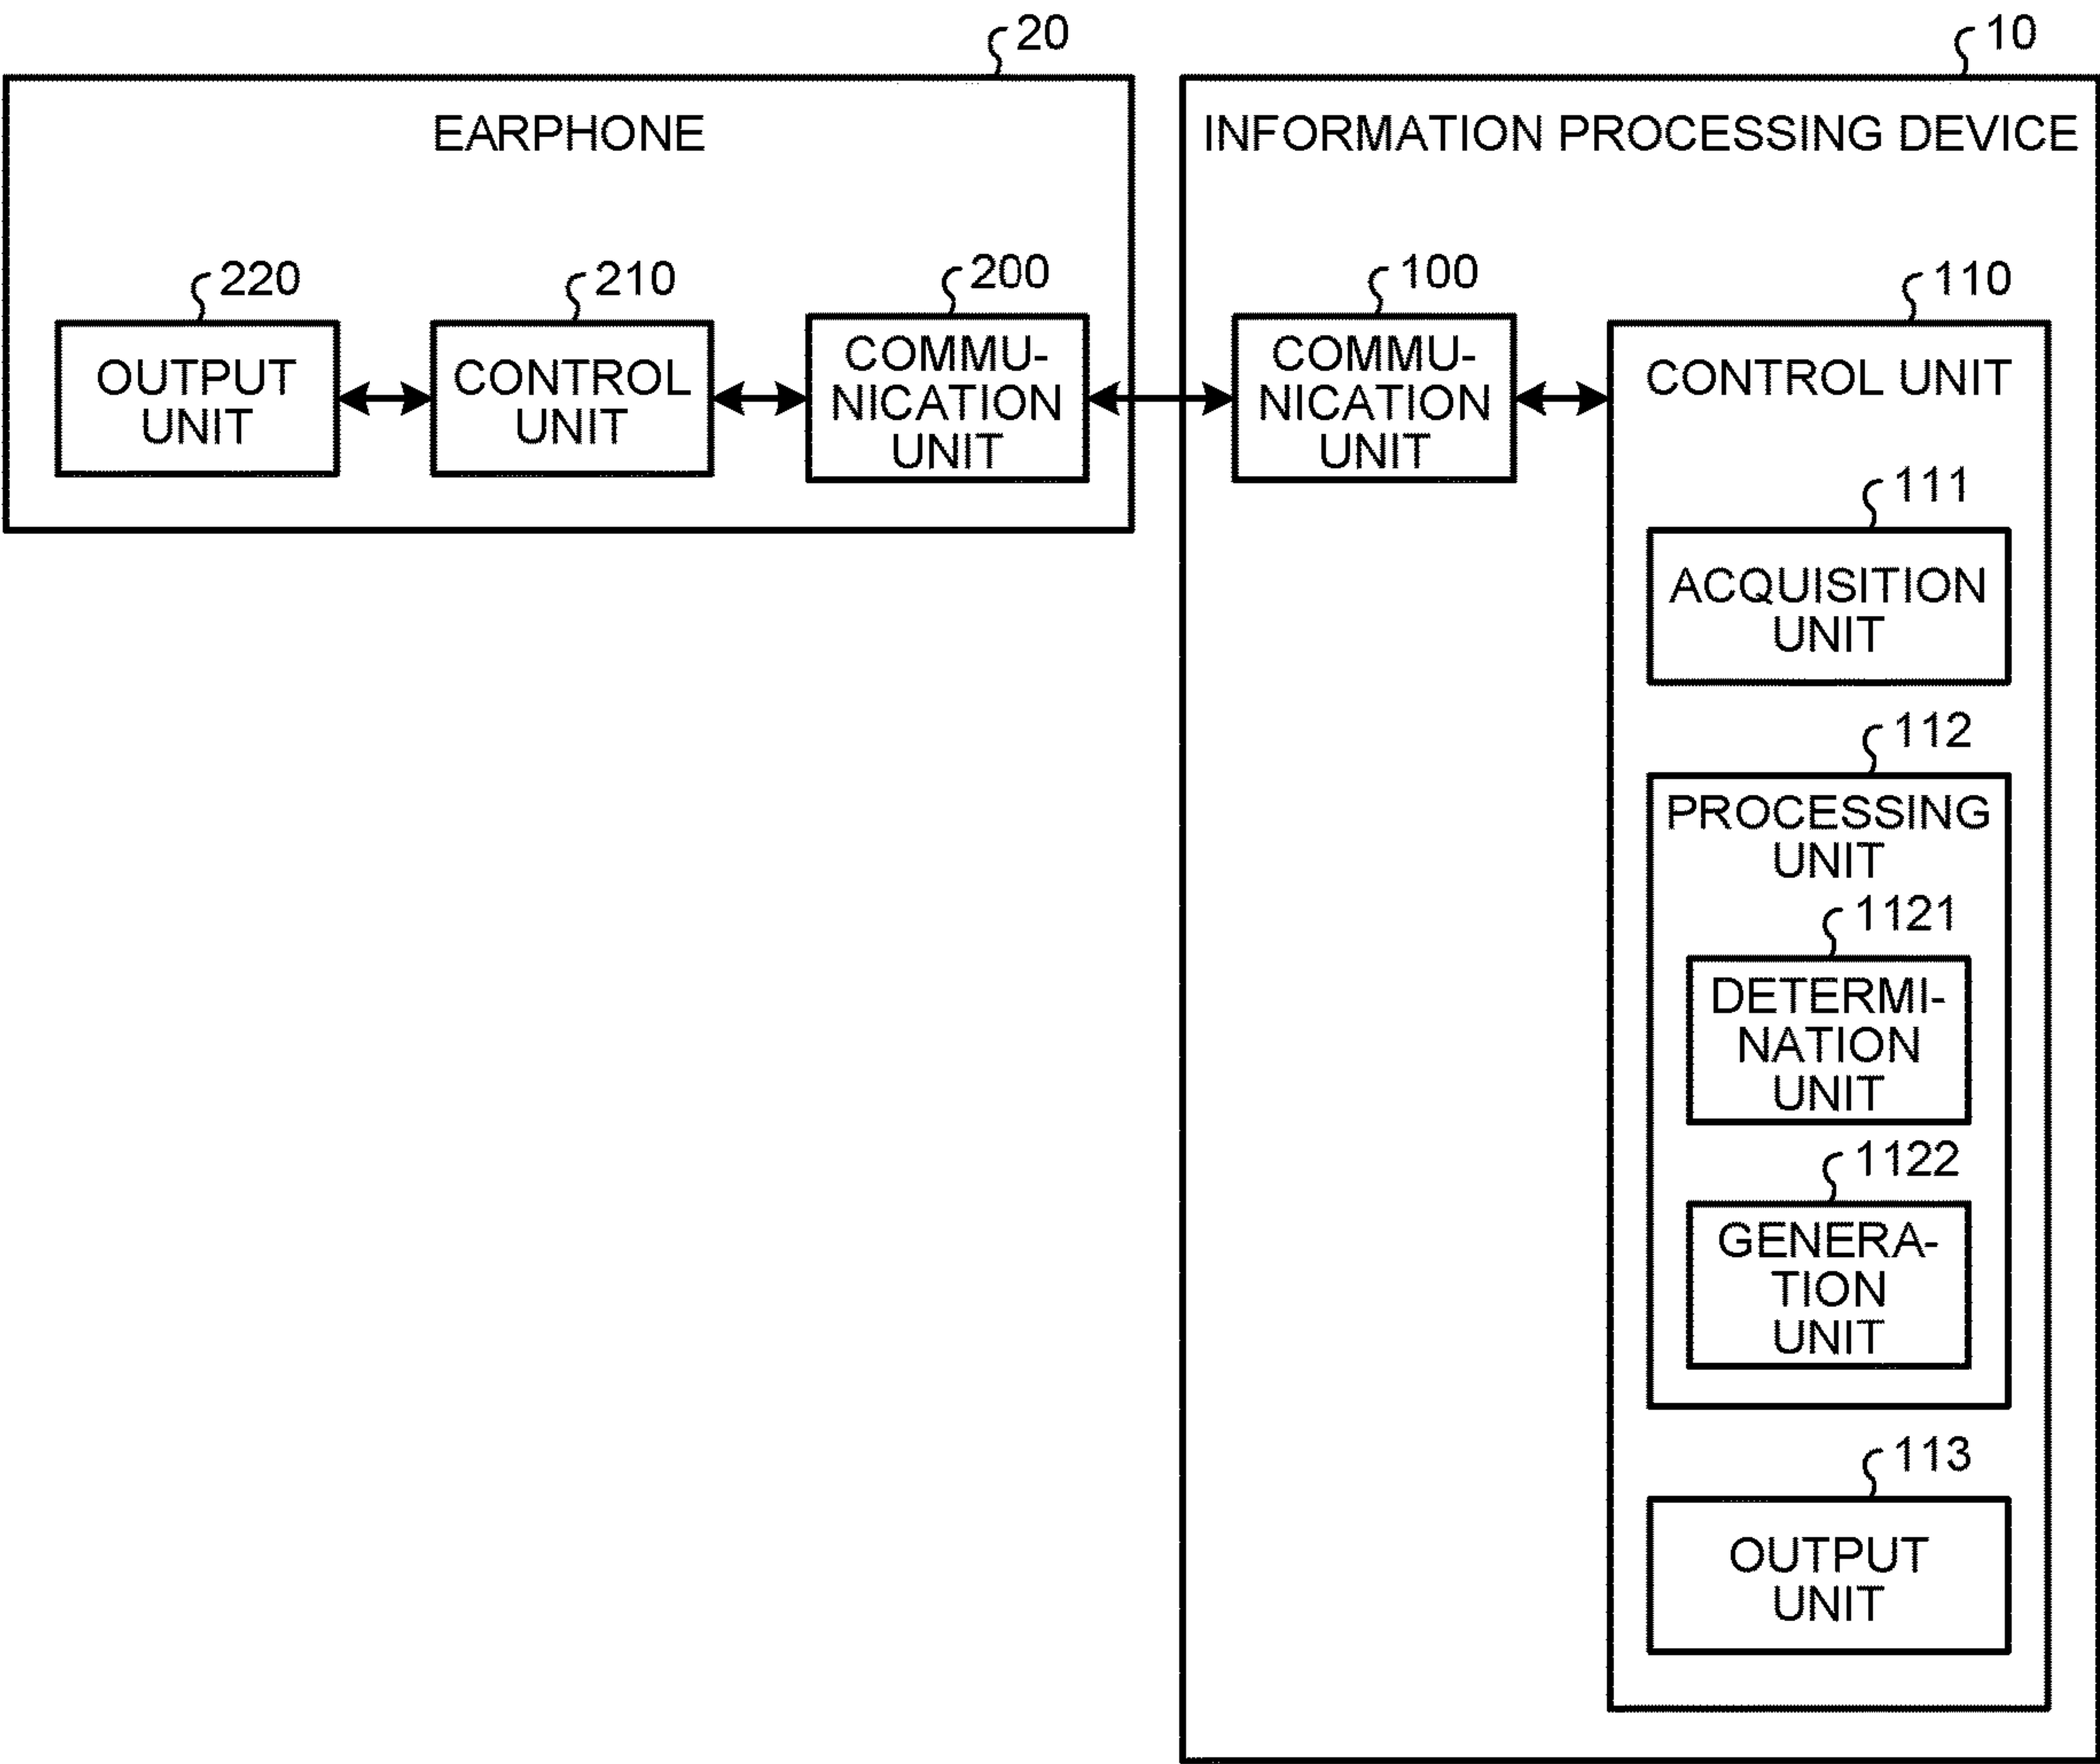 20
EARPHONE
220
OUTPUT
UNIT
210
CONTROL
UNIT
200
COMMU-
NICATION
UNIT
10
INFORMATION PROCESSING DEVICE
100
COMMU-
NICATION
UNIT
110
CONTROL UNIT
111
ACQUISITION
UNIT
112
PROCESSING
UNIT
1121
DETERMI-
NATION
UNIT
1122
GENERA-
TION
UNIT
113
OUTPUT
UNIT